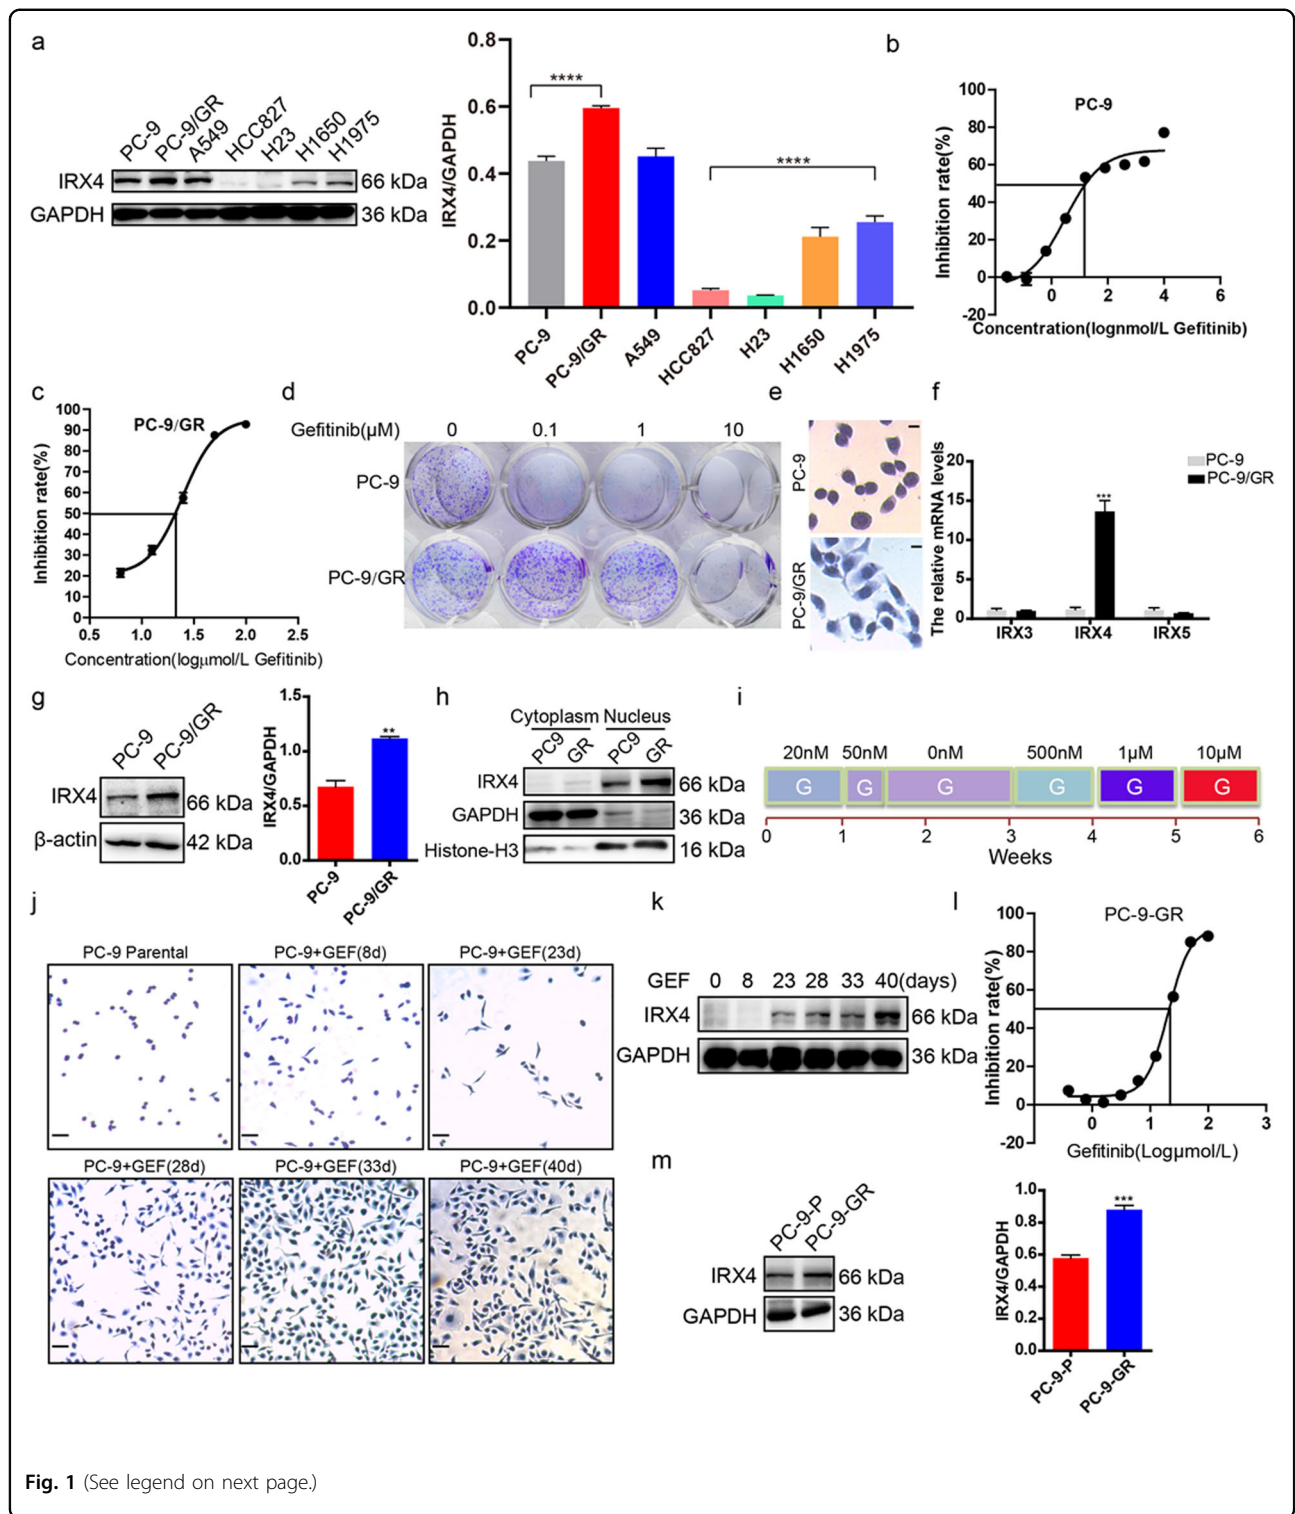 a
PC-9
PC-9/GR
A549
HCC827
H23
H1650
H1975
IRX4
66 kDa
GAPDH
36 kDa
IRX4/GAPDH
0.8
0.6
0.4
0.2
0.0
****
****
PC-9
PC-9/GR
A549
HCC827
H23
H1650
H1975
b
PC-9
Inhibition rate(%)
100
80
60
40
20
0
-20
0 2 4 6
Concentration(lognmol/L Gefitinib)
c
PC-9/GR
Inhibition rate(%)
100
90
80
70
60
50
40
30
20
10
0
0.5 1.0 1.5 2.0 2.5
Concentration(logµmol/L Gefitinib)
d
Gefitinib(µM) 0 0.1 1 10
PC-9
PC-9/GR
e
PC-9
PC-9/GR
f
The relative mRNA levels
20
15
10
5
0
***
PC-9
PC-9/GR
IRX3 IRX4 IRX5
g
PC-9
PC-9/GR
IRX4 66 kDa
β-actin 42 kDa
IRX4/GAPDH
1.5
1.0
0.5
0.0
**
PC-9
PC-9/GR
h
Cytoplasm Nucleus
PC9
GR
PC9
GR
IRX4 66 kDa
GAPDH 36 kDa
Histone-H3 16 kDa
i
20nM 50nM 0nM 500nM 1µM 10µM
G G G G G G
0 1 2 3 4 5 6
Weeks
j
PC-9 Parental PC-9+GEF(8d) PC-9+GEF(23d)
PC-9+GEF(28d) PC-9+GEF(33d) PC-9+GEF(40d)
k
GEF 0 8 23 28 33 40(days)
IRX4 66 kDa
GAPDH 36 kDa
l
PC-9-GR
Inhibition rate(%)
100
80
60
40
20
0
-20
0 1 2 3
Gefitinib(Logµmol/L)
m
PC-9-P
PC-9-GR
IRX4 66 kDa
GAPDH 36 kDa
IRX4/GAPDH
1.0
0.8
0.6
0.4
0.2
0.0
***
PC-9-P
PC-9-GR
Fig. 1 (See legend on next page.)